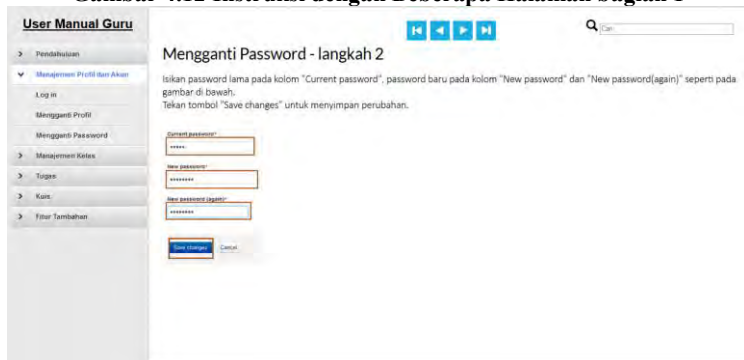 Gambar 4.12 Instruksi dengan Beberapa Halaman bagian 1
User Manual Guru
Cari
Pendahuluan
Manajemen Profil dan Akun
Log in
Mengganti Profil
Mengganti Password
Manajemen Kelas
Tugas
Kuis
Fitur Tambahan
Mengganti Password - langkah 2
Isikan password lama pada kolom "Current password", password baru pada kolom "New password" dan "New password(again)" seperti pada
gambar di bawah.
Tekan tombol "Save changes" untuk menyimpan perubahan.
Current password*
*****
New password*
********
New password (again)*
********
Save changes Cancel